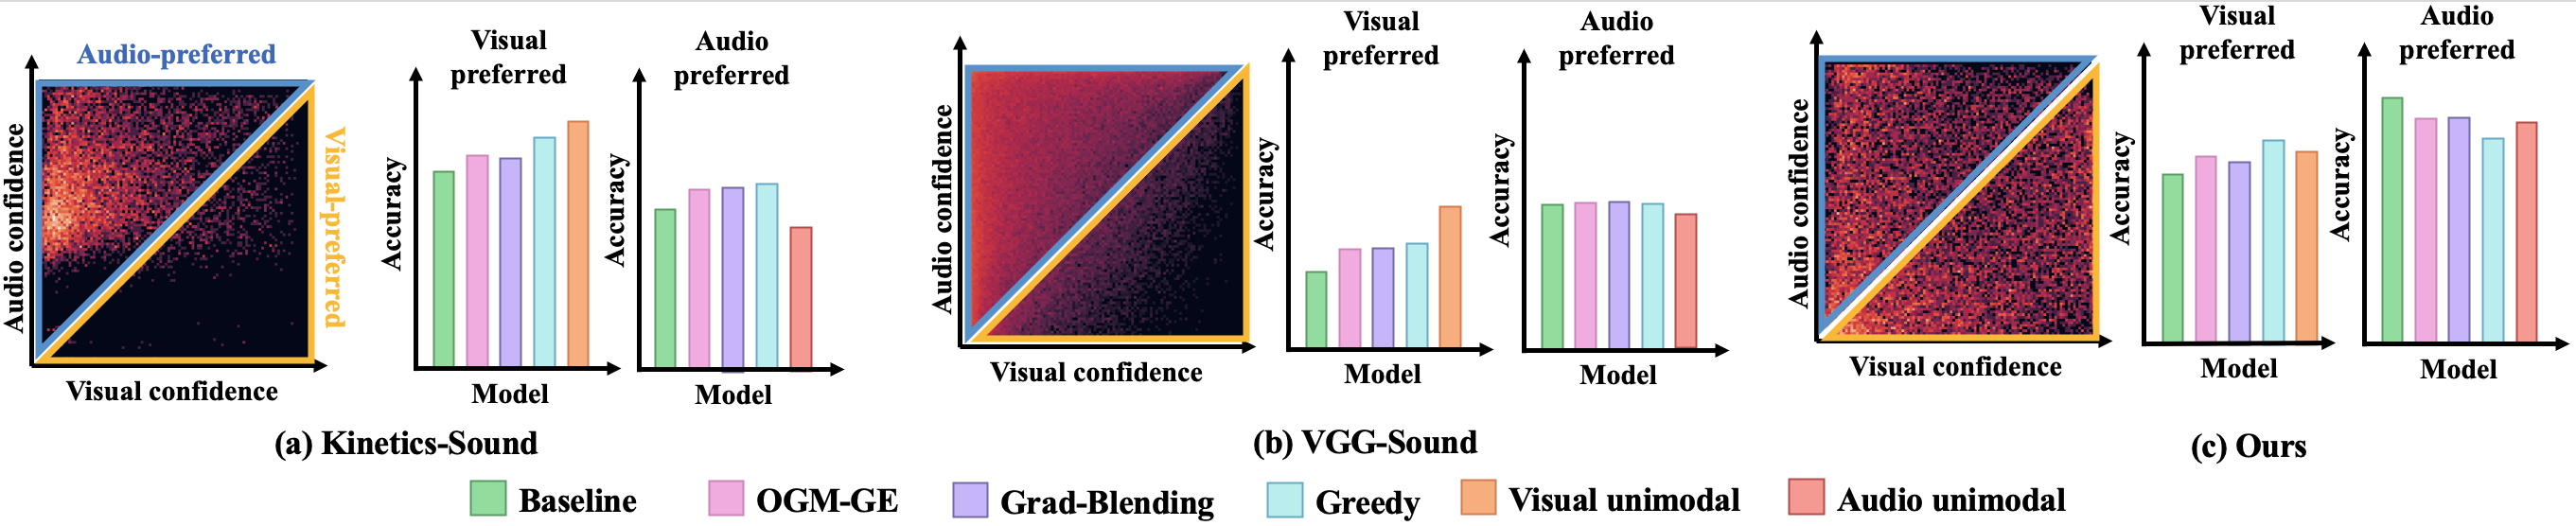 Audio-preferred
Visual-preferred
Audio confidence
Visual confidence
Visual
preferred
Accuracy
Model
Audio
preferred
Accuracy
Model
(a) Kinetics-Sound
Audio confidence
Visual confidence
Visual
preferred
Accuracy
Model
Audio
preferred
Accuracy
Model
(b) VGG-Sound
Audio confidence
Visual confidence
Visual
preferred
Accuracy
Model
Audio
preferred
Accuracy
Model
(c) Ours
Baseline
OGM-GE
Grad-Blending
Greedy
Visual unimodal
Audio unimodal